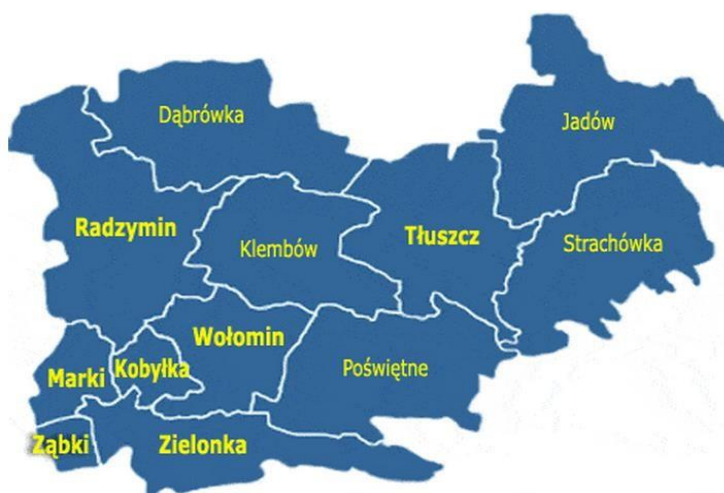 Dąbrówka
Jadów
Radzymin
Klembów
Tłuszcz
Strachówka
Wołomin
Marki
Kobyłka
Poświętne
Ząbki
Zielonka